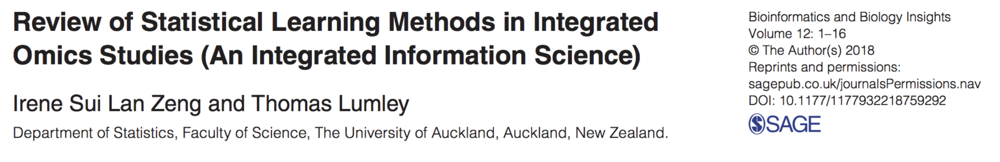 Review of Statistical Learning Methods in Integrated
Omics Studies (An Integrated Information Science)
Irene Sui Lan Zeng and Thomas Lumley
Department of Statistics, Faculty of Science, The University of Auckland, Auckland, New Zealand.
Bioinformatics and Biology Insights
Volume 12: 1–16
© The Author(s) 2018
Reprints and permissions:
sagepub.co.uk/journalsPermissions.nav
DOI: 10.1177/1177932218759292
SAGE